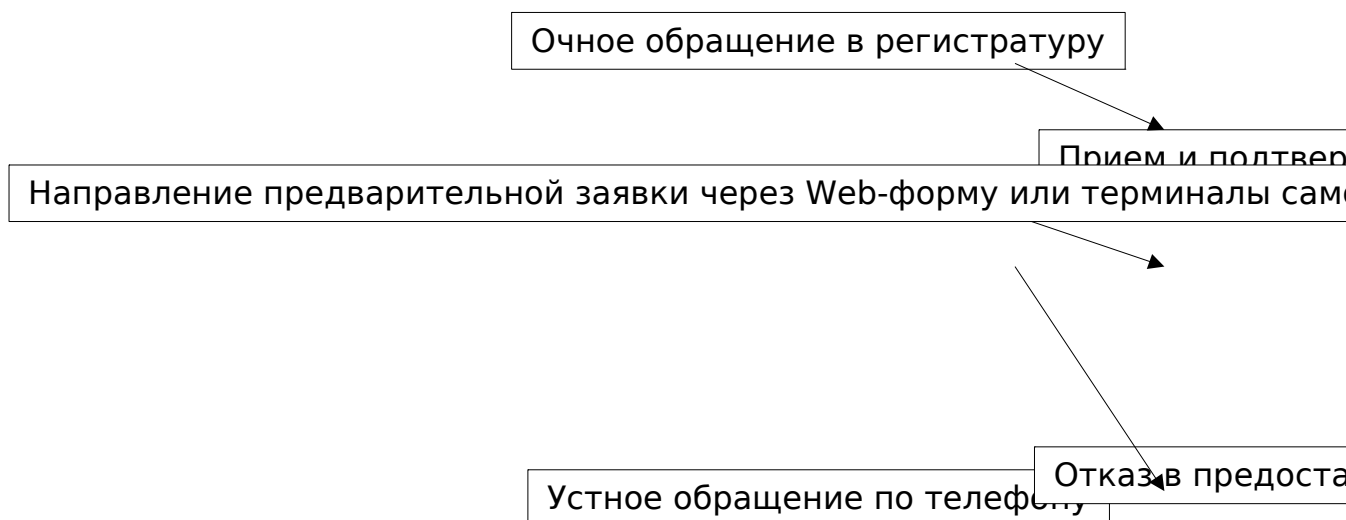 Очное обращение в регистратуру
Прием и подтвер
Направление предварительной заявки через Web-форму или терминалы само
Отказ в предоста
Устное обращение по телефону